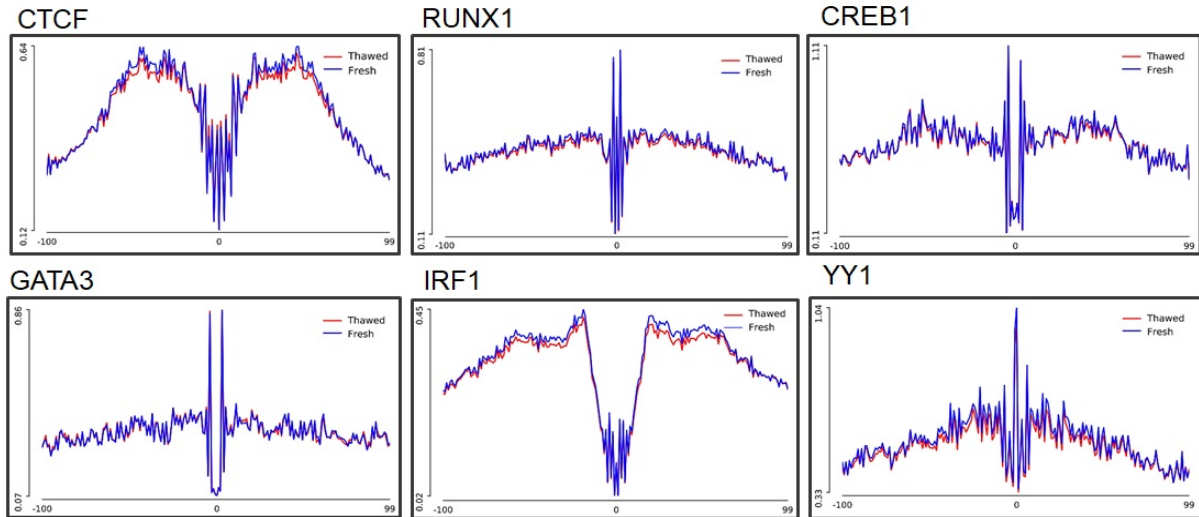 CTCF
0.64
Thawed
Fresh
0.12
-100 0 99
RUNX1
0.81
Thawed
Fresh
0.11
-100 0 99
CREB1
1.11
Thawed
Fresh
0.11
-100 0 99
GATA3
0.86
Thawed
Fresh
0.07
-100 0 99
IRF1
0.45
Thawed
Fresh
0.02
-100 0 99
YY1
1.04
Thawed
Fresh
0.33
-100 0 99